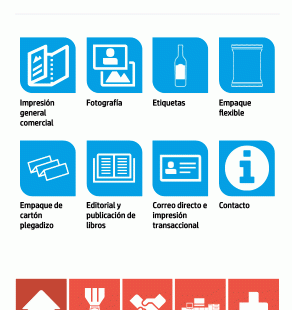 Impresión
general
comercial
Fotografía
Etiquetas
Empaque
flexible
Empaque de
cartón
plegadizo
Editorial y
publicación de
libros
Correo directo e
impresión
transaccional
Contacto